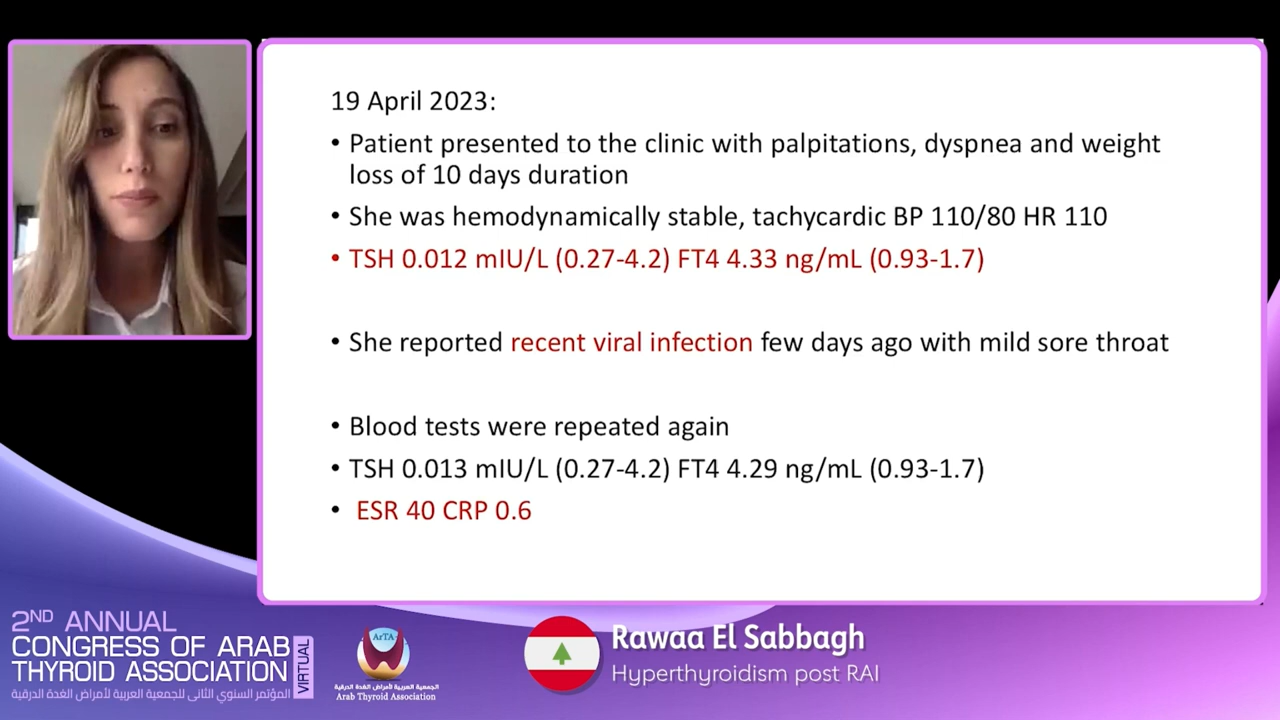 19 April 2023:
• Patient presented to the clinic with palpitations, dyspnea and weight
loss of 10 days duration
• She was hemodynamically stable, tachycardic BP 110/80 HR 110
• TSH 0.012 mIU/L (0.27-4.2) FT4 4.33 ng/mL (0.93-1.7)
• She reported recent viral infection few days ago with mild sore throat
• Blood tests were repeated again
• TSH 0.013 mIU/L (0.27-4.2) FT4 4.29 ng/mL (0.93-1.7)
• ESR 40 CRP 0.6
2ND ANNUAL
CONGRESS OF ARAB
THYROID ASSOCIATION
VIRTUAL
المؤتمر السنوي الثاني للجمعية العربية لأمراض الغدة الدرقية
ArTA
الجمعية العربية لأمراض الغدة الدرقية
Arab Thyroid Association
Rawaa El Sabbagh
Hyperthyroidism post RAI